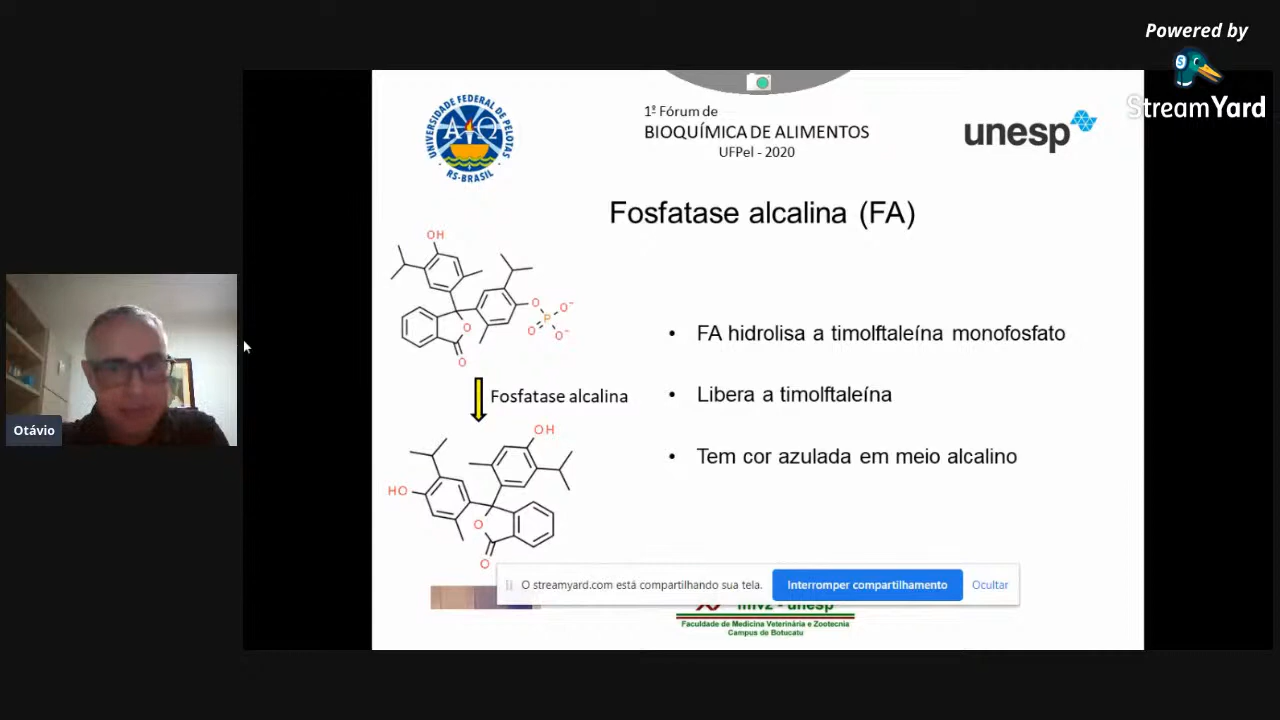 Powered by
StreamYard
UNIVERSIDADE FEDERAL DE PELOTAS
RS-BRASIL
1º Fórum de
BIOQUÍMICA DE ALIMENTOS
UFPel - 2020
unesp
Fosfatase alcalina (FA)
OH
O
P
O⁻
O
O⁻
O
O
• FA hidrolisa a timolftaleína monofosfato
Fosfatase alcalina
• Libera a timolftaleína
OH
• Tem cor azulada em meio alcalino
HO
O
O
Otávio
O streamyard.com está compartilhando sua tela.
Interromper compartilhamento
Ocultar
fmvz - unesp
Faculdade de Medicina Veterinária e Zootecnia
Campus de Botucatu